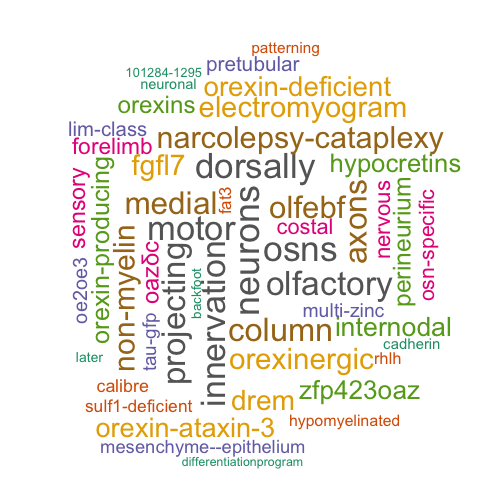 patterning
pretubular
101284-1295
neuronal
orexin-deficient
orexins
electromyogram
lim-class
narcolepsy-cataplexy
forelimb
fgfl7
dorsally
hypocretins
sensory
orexin-producing
medial
fat3
olfebf
axons
nervous
perineurium
osn-specific
motor
costal
neurons
osns
non-myelin
oazδc
projecting
innervation
olfactory
oe2oe3
tau-gfp
backfoot
multi-zinc
column
internodal
cadherin
later
orexinergic
rhlh
calibre
drem
zfp423oaz
sulf1-deficient
hypomyelinated
orexin-ataxin-3
mesenchyme--epithelium
differentiationprogram